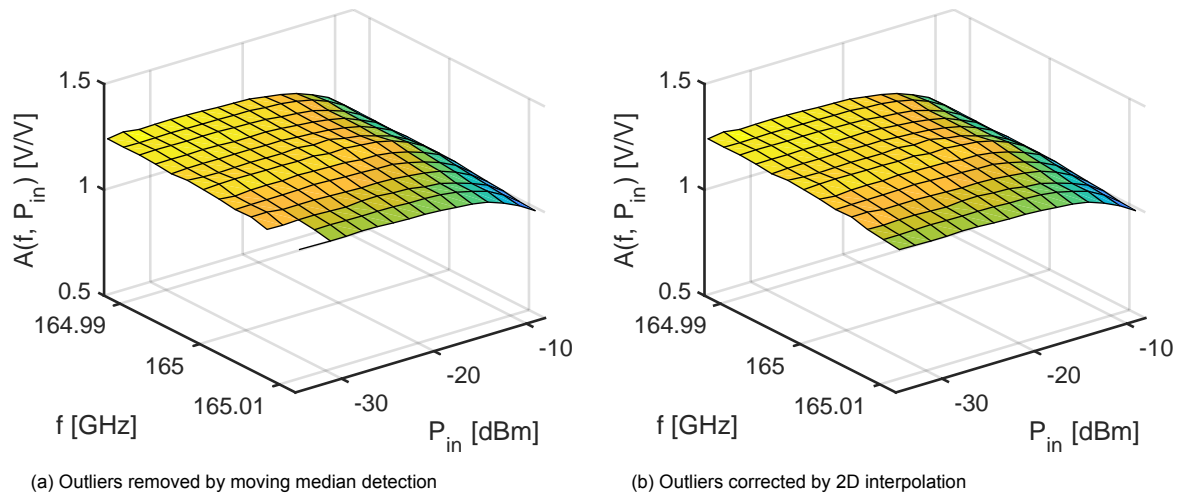 1.5
1
0.5
A(f, P_in) [V/V]
164.99
165
165.01
f [GHz]
-30
-20
-10
P_in [dBm]
(a) Outliers removed by moving median detection
1.5
1
0.5
A(f, P_in) [V/V]
164.99
165
165.01
f [GHz]
-30
-20
-10
P_in [dBm]
(b) Outliers corrected by 2D interpolation